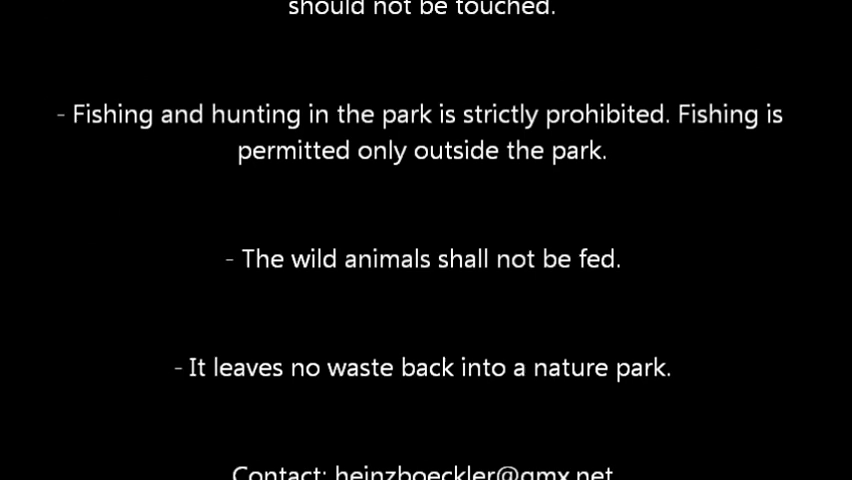 should not be touched.
- Fishing and hunting in the park is strictly prohibited. Fishing is
permitted only outside the park.
- The wild animals shall not be fed.
- It leaves no waste back into a nature park.
Contact: heinzboeckler@gmx.net